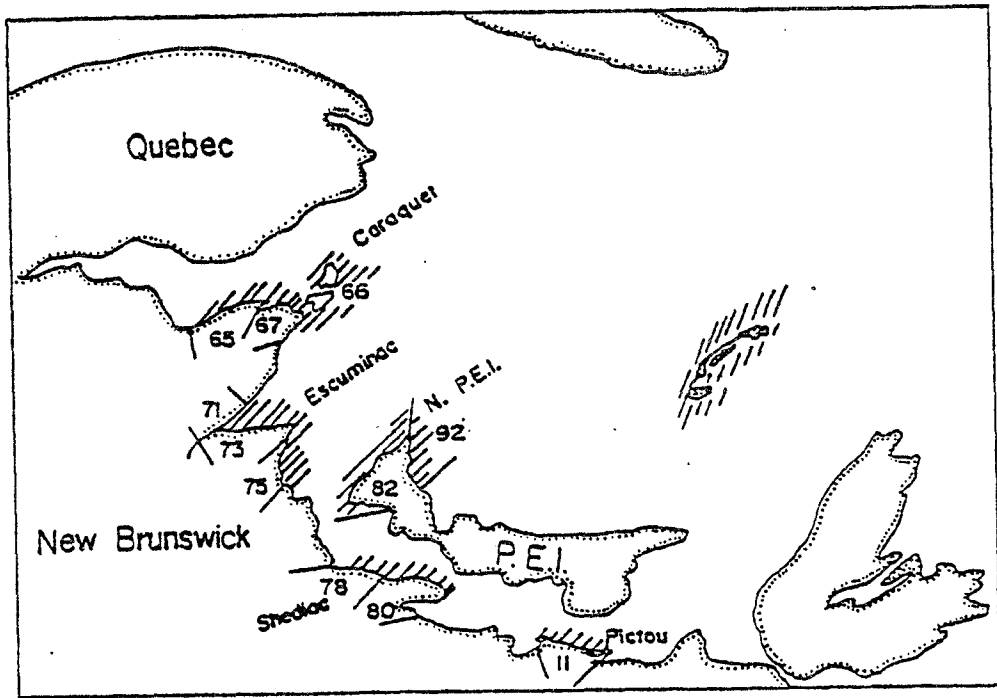 Quebec
Caraquet
66
65
67
Escuminac
N. P.E.I.
71
92
73
75
82
New Brunswick
P.E.I.
78
Shediac
80
Pictou
11